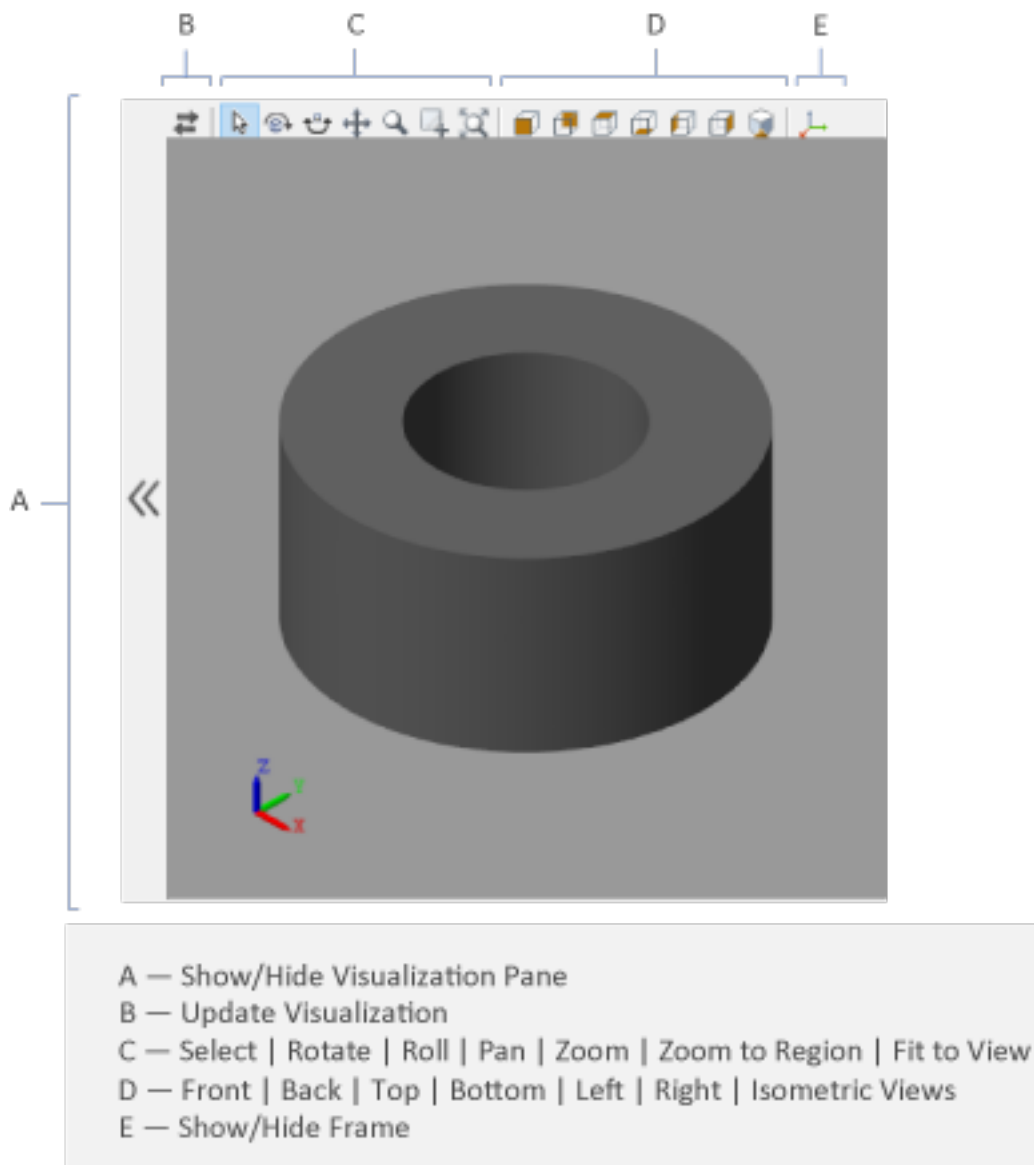 B C D E
A
Z
Y
X
A — Show/Hide Visualization Pane
B — Update Visualization
C — Select | Rotate | Roll | Pan | Zoom | Zoom to Region | Fit to View
D — Front | Back | Top | Bottom | Left | Right | Isometric Views
E — Show/Hide Frame